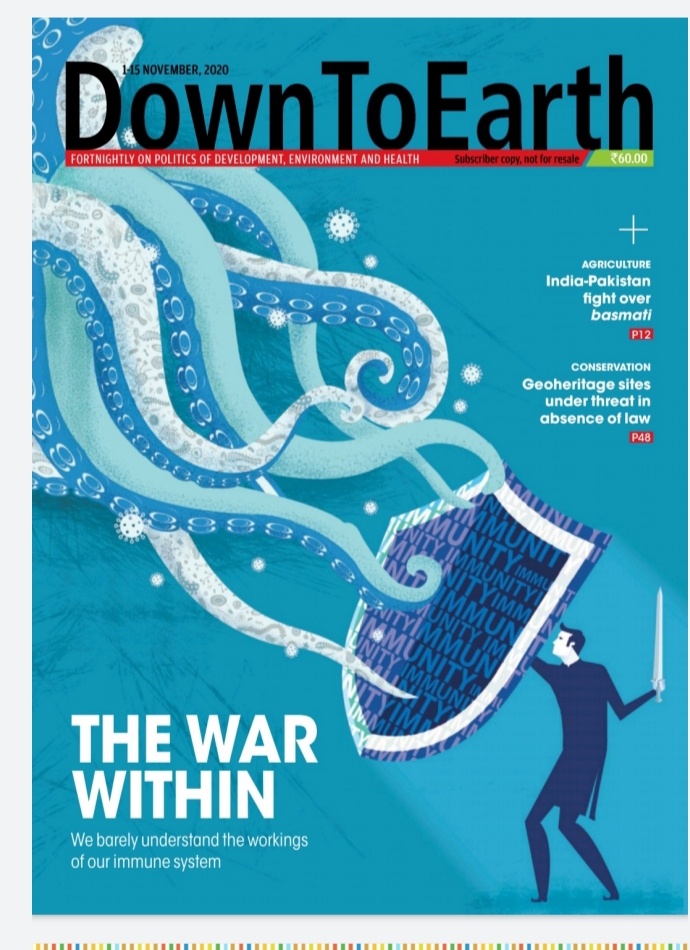 1-15 NOVEMBER, 2020
DownToEarth
FORTNIGHTLY ON POLITICS OF DEVELOPMENT, ENVIRONMENT AND HEALTH Subscriber copy, not for resale ₹60.00
AGRICULTURE
India-Pakistan
fight over
basmati
P12
CONSERVATION
Geoheritage sites
under threat in
absence of law
P48
IMMUNITY
THE WAR
WITHIN
We barely understand the workings
of our immune system